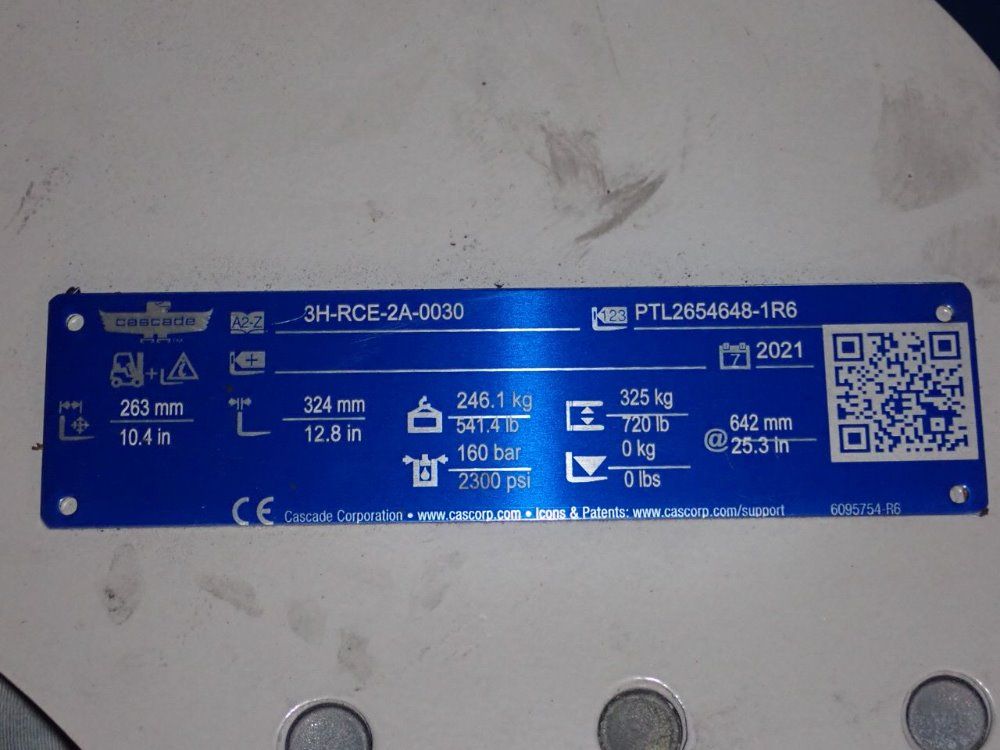 cascade
A2-Z 3H-RCE-2A-0030
123 PTL2654648-1R6
7 2021
263 mm
10.4 in
324 mm
12.8 in
246.1 kg
541.4 lb
160 bar
2300 psi
325 kg
720 lb
0 kg
0 lbs
@ 642 mm
25.3 in
CE Cascade Corporation • www.cascorp.com • Icons & Patents: www.cascorp.com/support 6095754-R6